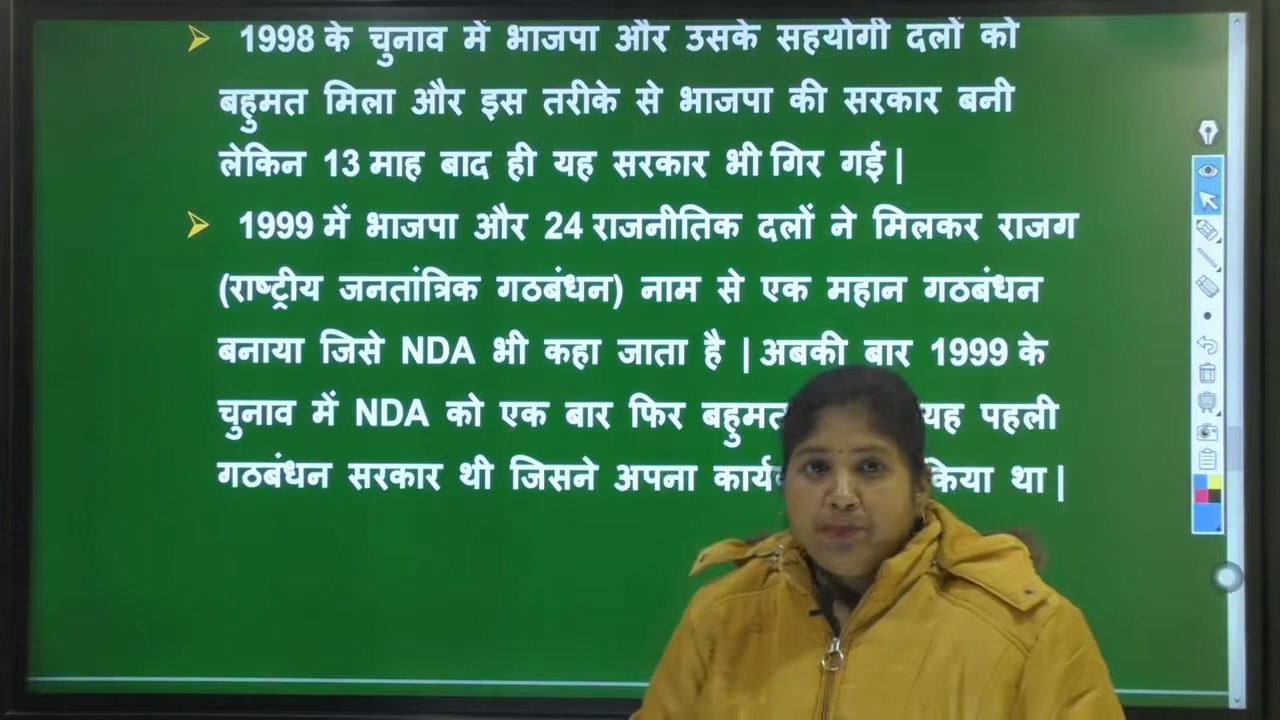 1998 के चुनाव में भाजपा और उसके सहयोगी दलों को
बहुमत मिला और इस तरीके से भाजपा की सरकार बनी
लेकिन 13 माह बाद ही यह सरकार भी गिर गई |
1999 में भाजपा और 24 राजनीतिक दलों ने मिलकर राजग
(राष्ट्रीय जनतांत्रिक गठबंधन) नाम से एक महान गठबंधन
बनाया जिसे NDA भी कहा जाता है | अबकी बार 1999 के
चुनाव में NDA को एक बार फिर बहुमत यह पहली
गठबंधन सरकार थी जिसने अपना किया था |